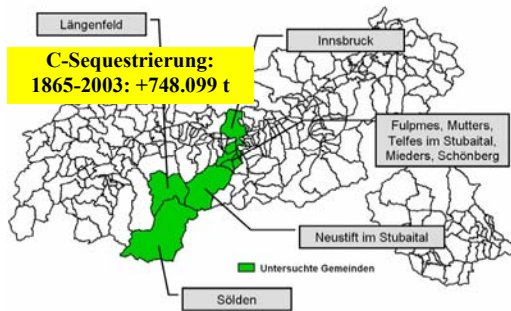 Längenfeld
Innsbruck
C-Sequestrierung:
1865-2003: +748.099 t
Fulpmes, Mutters,
Telfes im Stubaital,
Mieders, Schönberg
Neustift im Stubaital
Untersuchte Gemeinden
Sölden